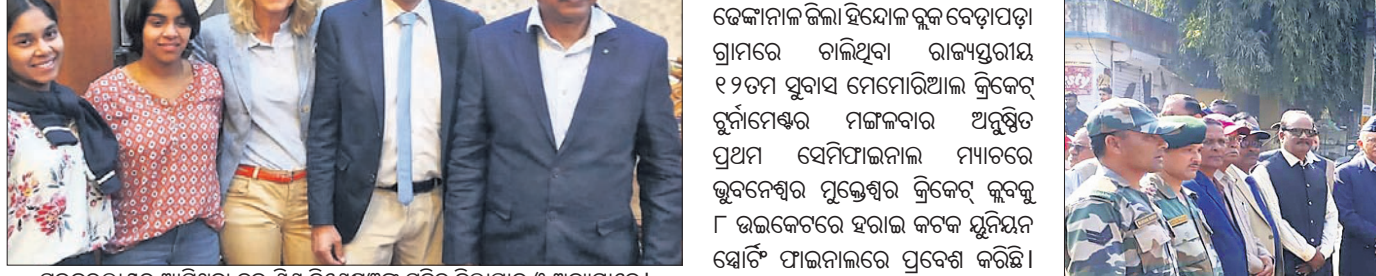 ଢେଙ୍କାନାଳ ଜିଲା ହିନ୍ଦୋଳ ବ୍ଲକ ବେଡ଼ାପଡ଼ା
ଗ୍ରାମରେ ଚାଲିଥିବା ରାଜ୍ୟସ୍ତରୀୟ
୧୨ତମ ସୁବାସ ମେମୋରିଆଲ କ୍ରିକେଟ୍
ଟୁର୍ନାମେଣ୍ଟର ମଙ୍ଗଳବାର ଅନୁଷ୍ଠିତ
ପ୍ରଥମ ସେମିଫାଇନାଲ ମ୍ୟାଚରେ
ଭୁବନେଶ୍ୱର ମୁକ୍ତେଶ୍ୱର କ୍ରିକେଟ୍ କ୍ଲବକୁ
୮ ଉଇକେଟରେ ହରାଇ କଟକ ୟୁନିୟନ
ସ୍ପୋର୍ଟିଂ ଫାଇନାଲରେ ପ୍ରବେଶ କରିଛି।